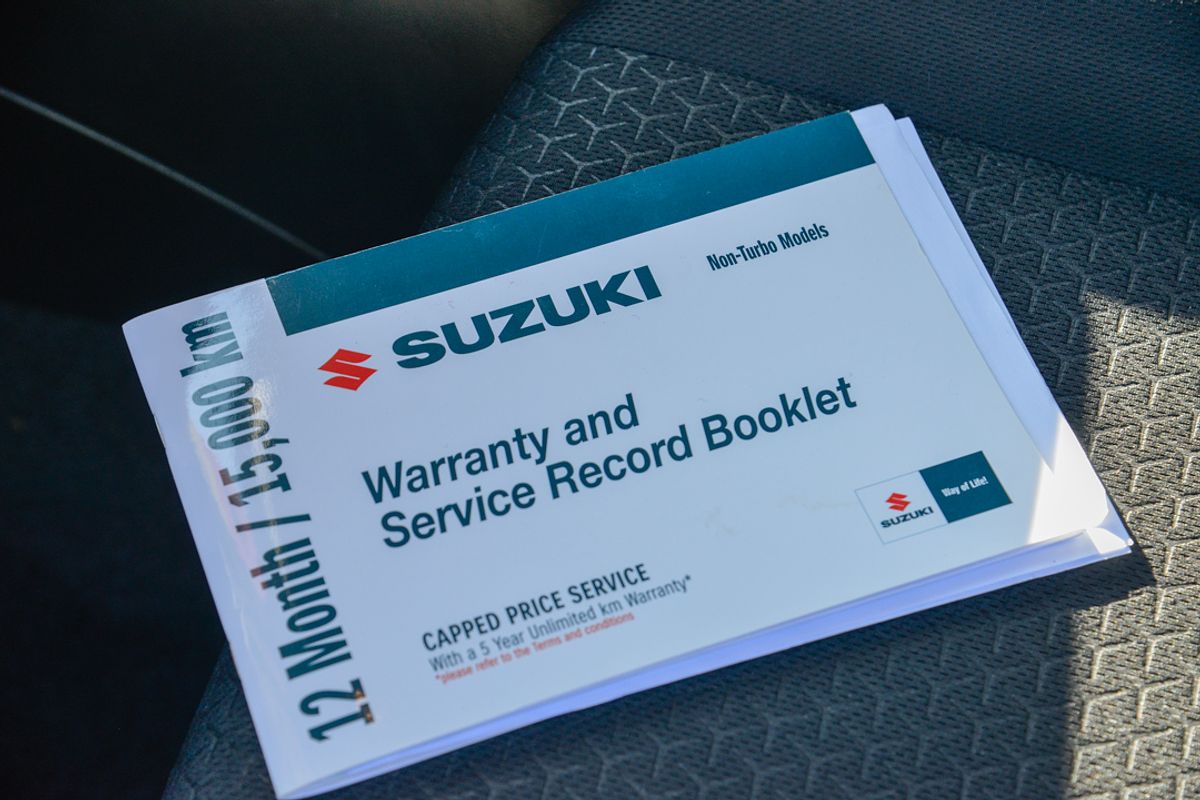 Non-Turbo Models
SUZUKI
Warranty and
Service Record Booklet
SUZUKI
Way of Life!
CAPPED PRICE SERVICE
With a 5 Year Unlimited km Warranty*
*please refer to the Terms and conditions
12 Month / 15,000 km